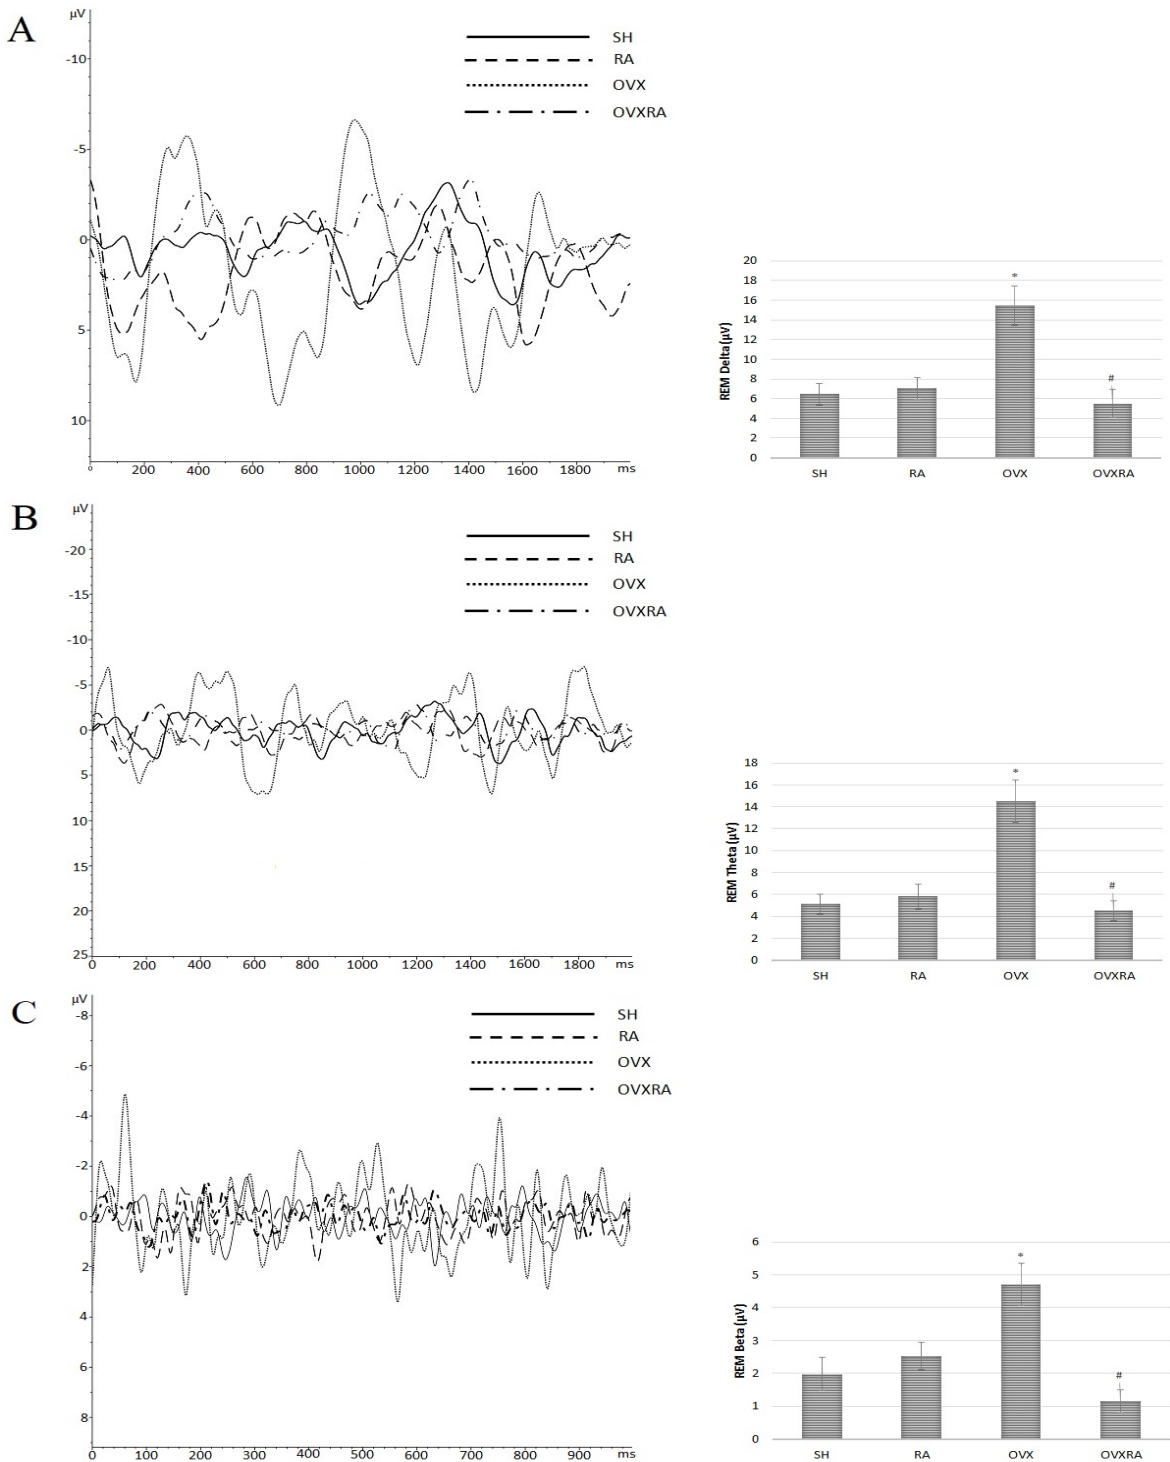 A
µV
-10
-5
0
5
10
0 200 400 600 800 1000 1200 1400 1600 1800 ms
SH
RA
OVX
OVXRA
20
18
16
14
12
10
8
6
4
2
0
REM Delta (µV)
*
#
SH RA OVX OVXRA
B
µV
-20
-15
-10
-5
0
5
10
15
20
25
0 200 400 600 800 1000 1200 1400 1600 1800 ms
SH
RA
OVX
OVXRA
18
16
14
12
10
8
6
4
2
0
REM Theta (µV)
*
#
SH RA OVX OVXRA
C
µV
-8
-6
-4
-2
0
2
4
6
8
0 100 200 300 400 500 600 700 800 900 ms
SH
RA
OVX
OVXRA
6
5
4
3
2
1
0
REM Beta (µV)
*
#
SH RA OVX OVXRA